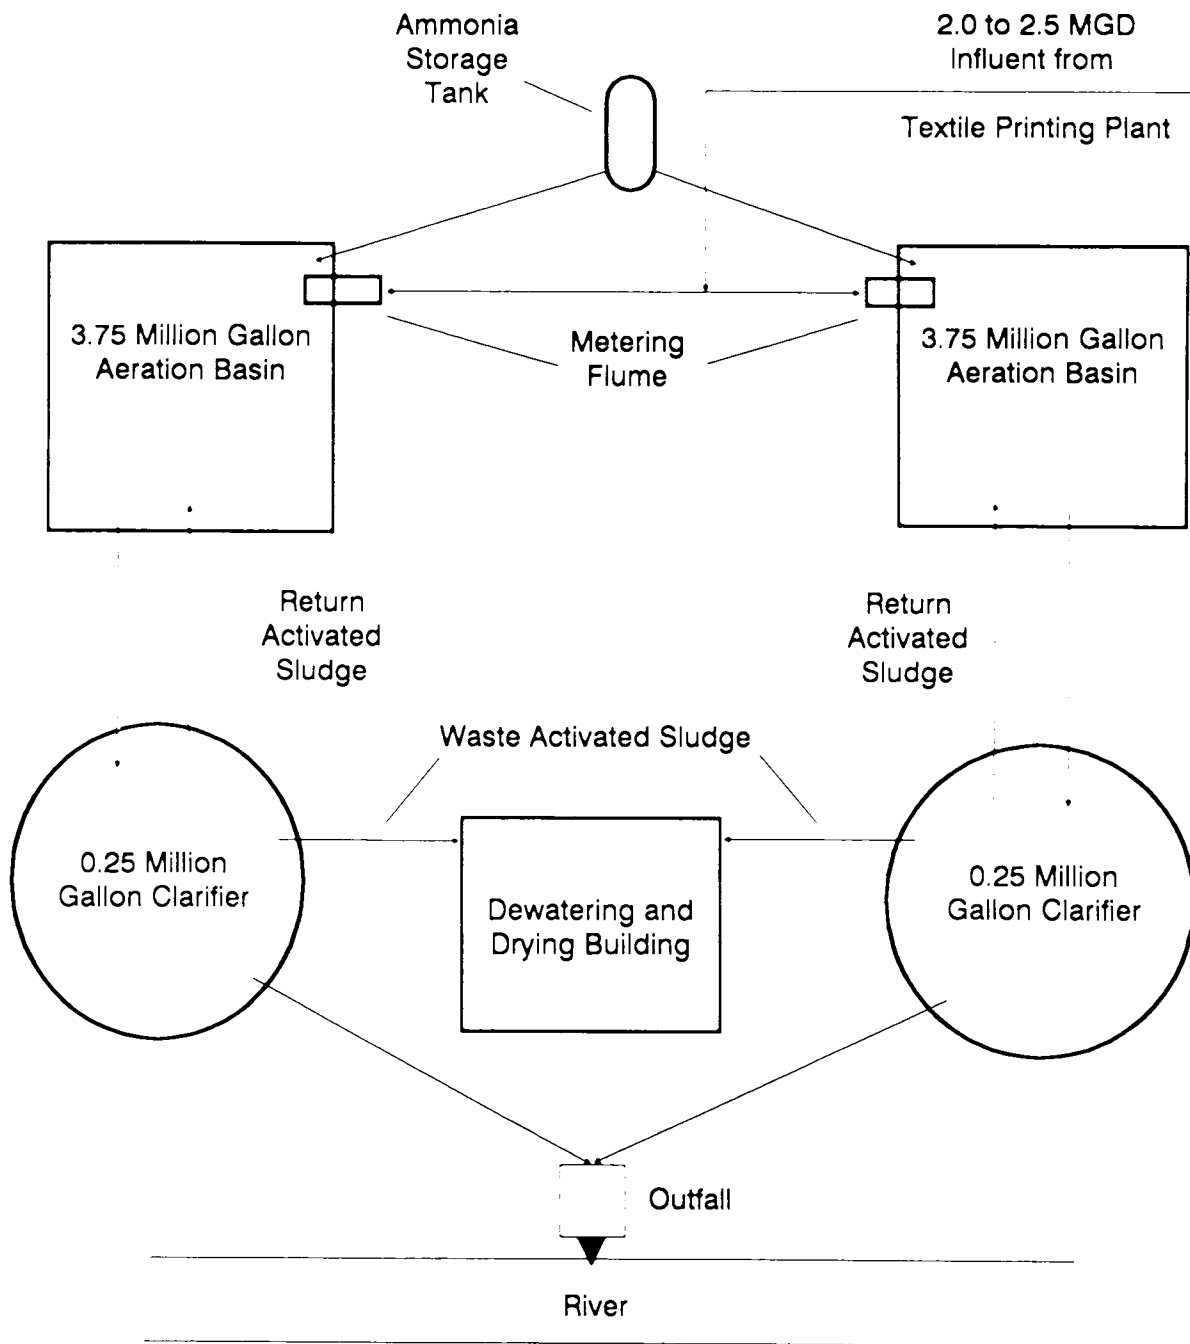 Ammonia
Storage
Tank
2.0 to 2.5 MGD
Influent from
Textile Printing Plant
3.75 Million Gallon
Aeration Basin
Metering
Flume
3.75 Million Gallon
Aeration Basin
Return
Activated
Sludge
Return
Activated
Sludge
Waste Activated Sludge
0.25 Million
Gallon Clarifier
Dewatering and
Drying Building
0.25 Million
Gallon Clarifier
Outfall
River